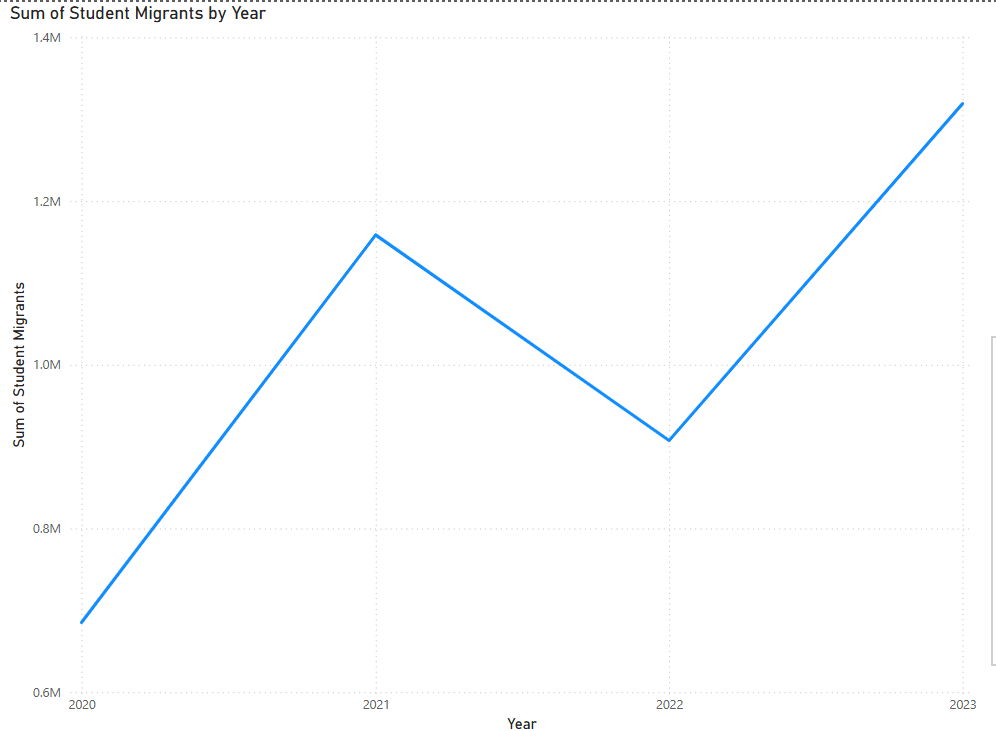 Sum of Student Migrants by Year
1.4M
1.2M
1.0M
0.8M
0.6M
Sum of Student Migrants
2020 2021 2022 2023
Year